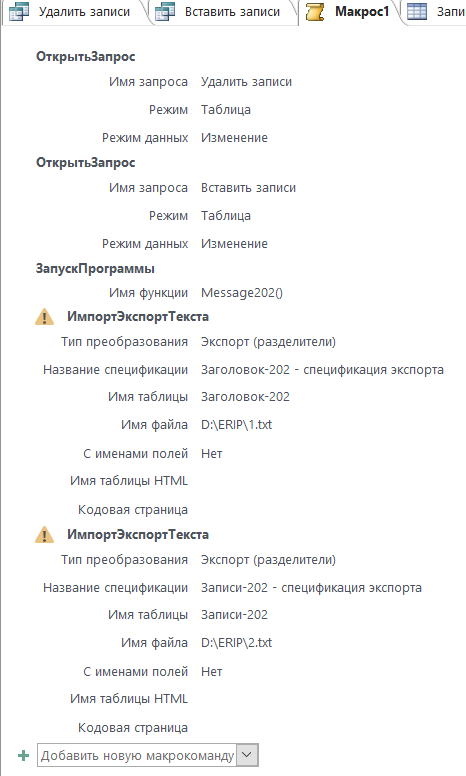 Удалить записи Вставить записи Макрос1 Запи
ОткрытьЗапрос
Имя запроса Удалить записи
Режим Таблица
Режим данных Изменение
ОткрытьЗапрос
Имя запроса Вставить записи
Режим Таблица
Режим данных Изменение
ЗапускПрограммы
Имя функции Message202()
ИмпортЭкспортТекста
Тип преобразования Экспорт (разделители)
Название спецификации Заголовок-202 - спецификация экспорта
Имя таблицы Заголовок-202
Имя файла D:\ERIP\1.txt
С именами полей Нет
Имя таблицы HTML
Кодовая страница
ИмпортЭкспортТекста
Тип преобразования Экспорт (разделители)
Название спецификации Записи-202 - спецификация экспорта
Имя таблицы Записи-202
Имя файла D:\ERIP\2.txt
С именами полей Нет
Имя таблицы HTML
Кодовая страница
Добавить новую макрокоманду